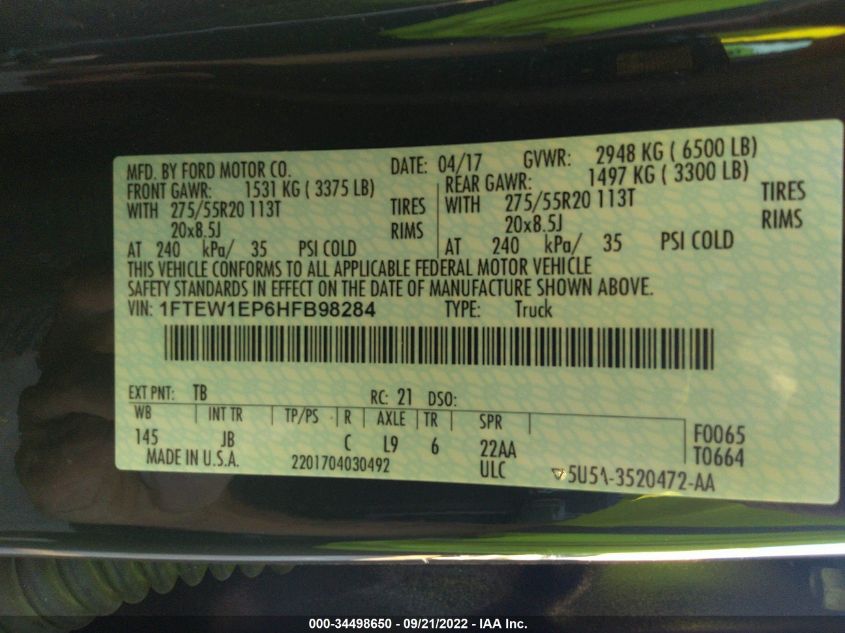 MFD. BY FORD MOTOR CO. DATE: 04/17 GVWR: 2948 KG ( 6500 LB)
FRONT GAWR: 1531 KG ( 3375 LB) REAR GAWR: 1497 KG ( 3300 LB)
WITH 275/55R20 113T TIRES WITH 275/55R20 113T TIRES
20x8.5J RIMS 20x8.5J RIMS
AT 240 kPa/ 35 PSI COLD AT 240 kPa/ 35 PSI COLD
THIS VEHICLE CONFORMS TO ALL APPLICABLE FEDERAL MOTOR VEHICLE
SAFETY STANDARDS IN EFFECT ON THE DATE OF MANUFACTURE SHOWN ABOVE.
VIN: 1FTEW1EP6HFB98284 TYPE: Truck
EXT PNT: TB RC: 21 DSO:
WB INT TR TP/PS R AXLE TR SPR
145 JB C L9 6 22AA F0065
MADE IN U.S.A. 2201704030492 ULC T0664
5U5A-3520472-AA
000-34498650 / 09/21/2022 - IAA Inc.